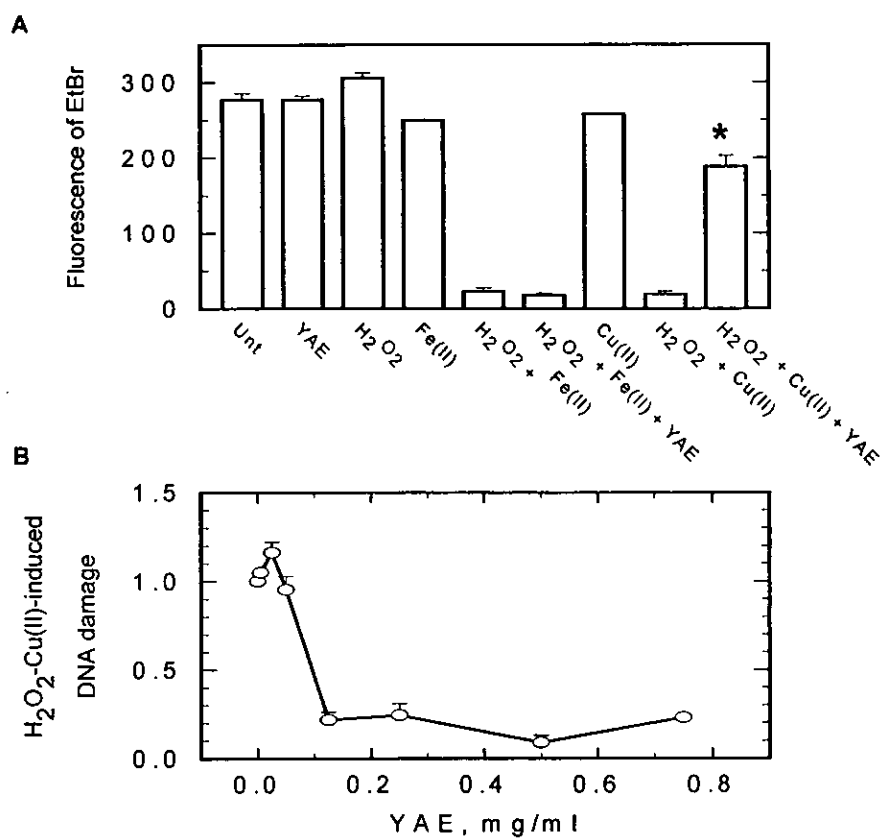 A
Fluorescence of EtBr
300
200
100
0
*
Unt
YAE
H2O2
Fe(II)
H2O2 + Fe(II)
H2O2 + Fe(II) + YAE
Cu(II)
H2O2 + Cu(II)
H2O2 + Cu(II) + YAE
B
H2O2-Cu(II)-induced
DNA damage
1.5
1.0
0.5
0.0
0.0 0.2 0.4 0.6 0.8
YAE, mg/ml